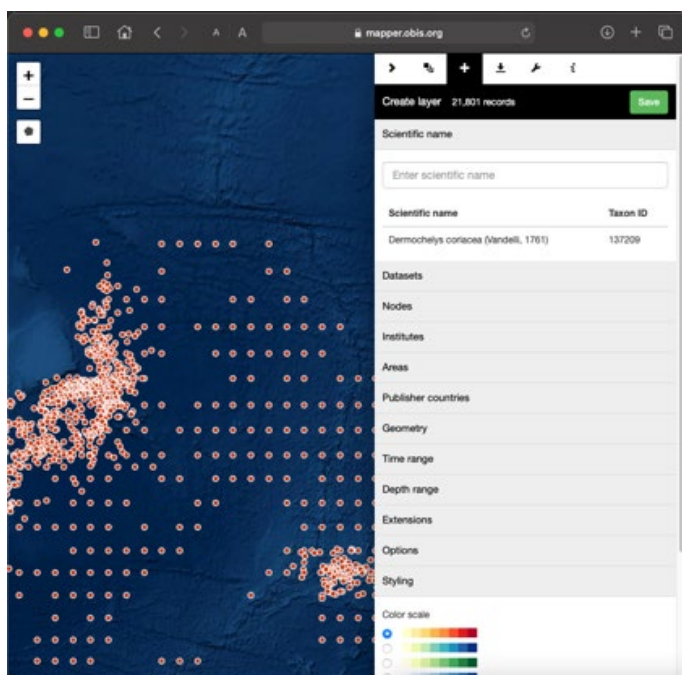 A A mapper.obis.org
+
−
Create layer 21,801 records Save
Scientific name
Enter scientific name
Scientific name Taxon ID
Dermochelys coriacea (Vandelli, 1761) 137209
Datasets
Nodes
Institutes
Areas
Publisher countries
Geometry
Time range
Depth range
Extensions
Options
Styling
Color scale